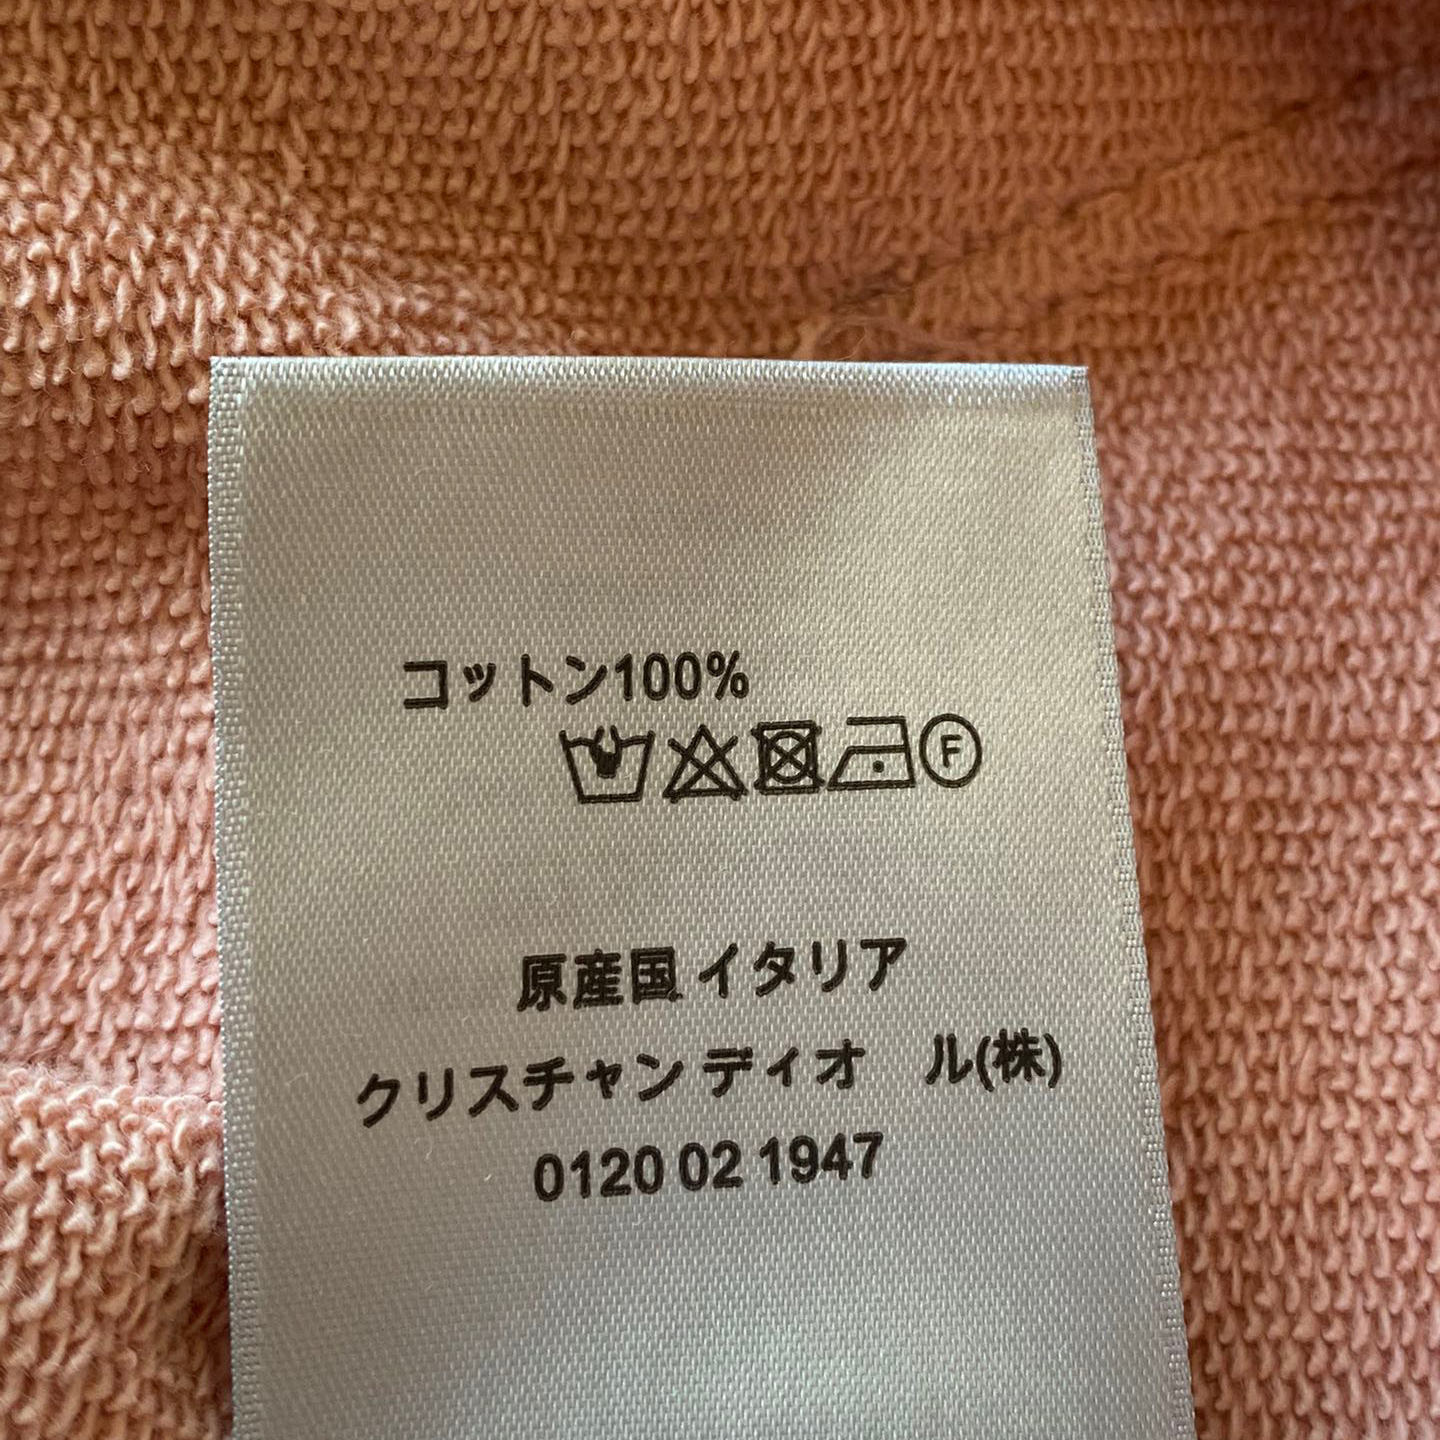 コットン100%
F
原産国 イタリア
クリスチャン ディオ　ル(株)
0120 02 1947